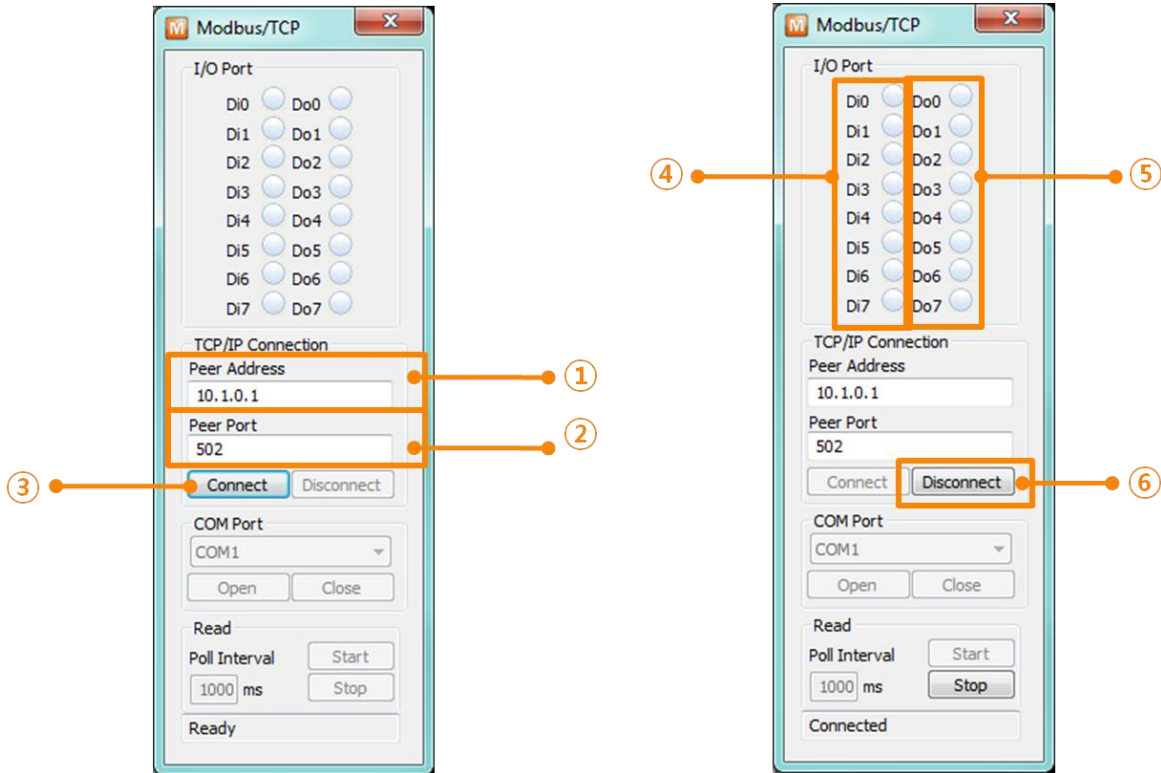 Modbus/TCP
I/O Port
Di0 Do0
Di1 Do1
Di2 Do2
Di3 Do3
Di4 Do4
Di5 Do5
Di6 Do6
Di7 Do7
TCP/IP Connection
Peer Address
10.1.0.1
①
Peer Port
502
②
③
Connect Disconnect
COM Port
COM1
Open Close
Read
Poll Interval Start
1000 ms Stop
Ready
Modbus/TCP
I/O Port
Di0 Do0
Di1 Do1
Di2 Do2
④
Di3 Do3
⑤
Di4 Do4
Di5 Do5
Di6 Do6
Di7 Do7
TCP/IP Connection
Peer Address
10.1.0.1
Peer Port
502
Connect Disconnect
⑥
COM Port
COM1
Open Close
Read
Poll Interval Start
1000 ms Stop
Connected